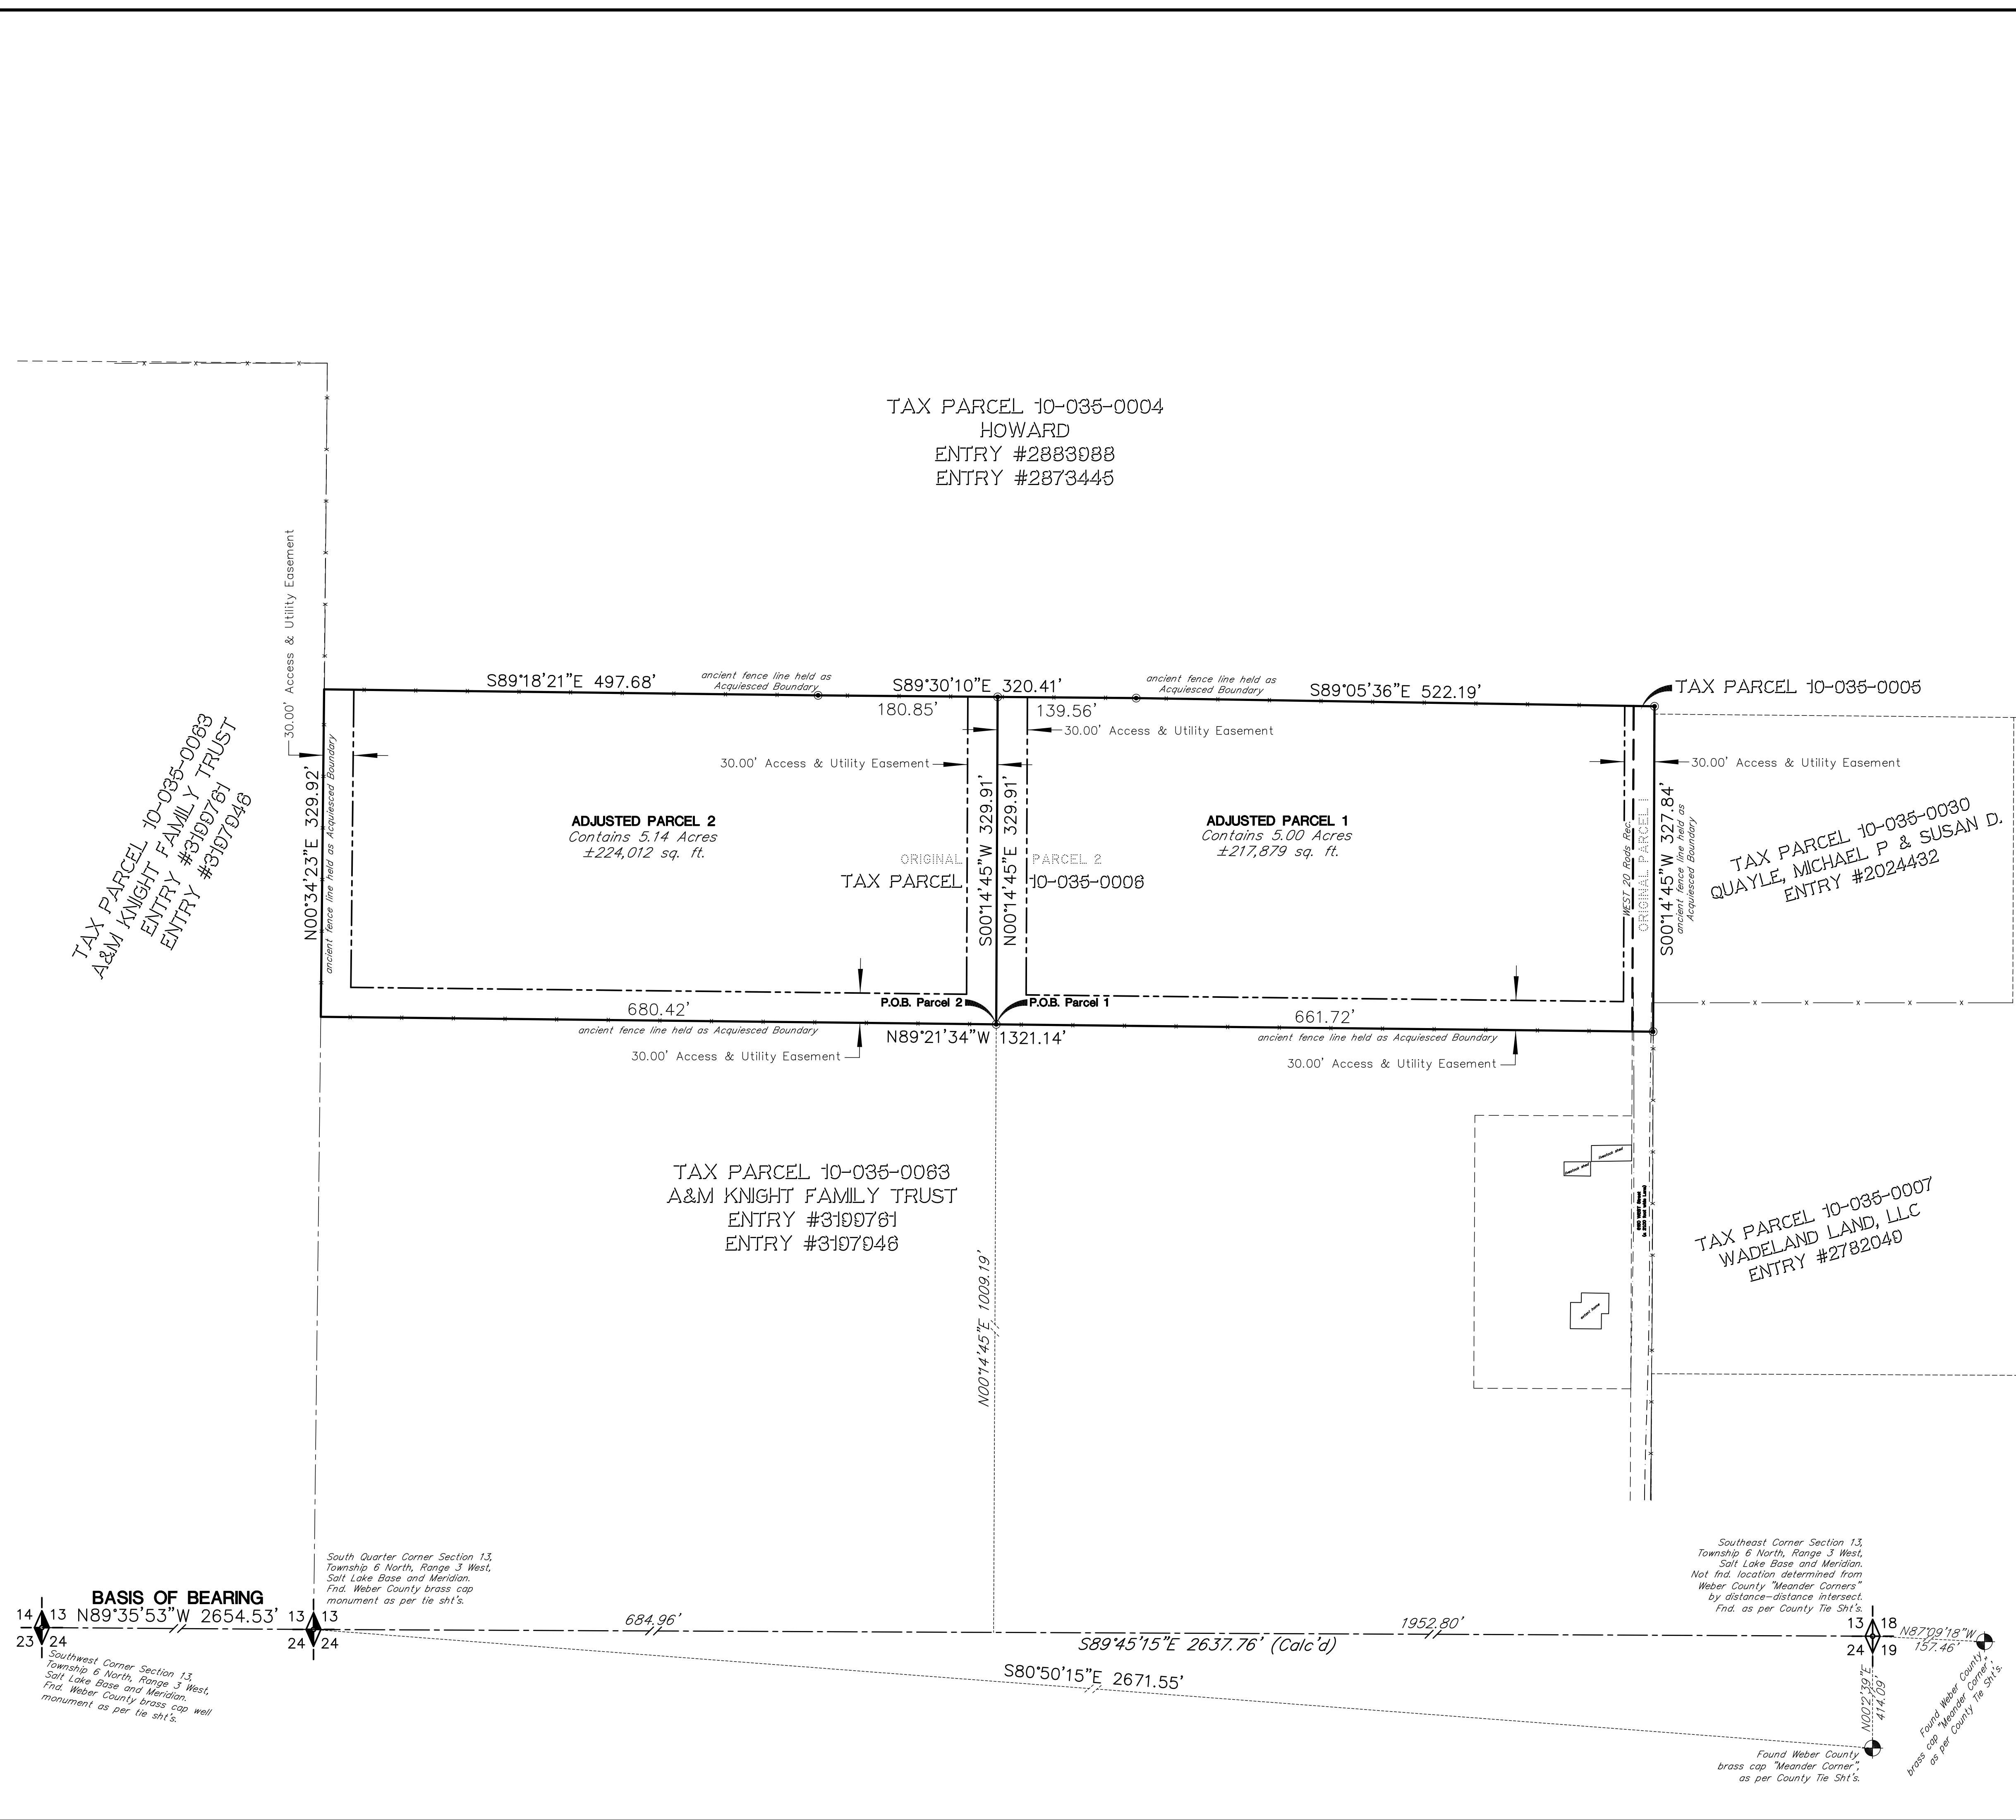 TAX PARCEL 10-035-0004
HOWARD
ENTRY #2883988
ENTRY #2873445
30.00' Access & Utility Easement
S89°18'21"E 497.68'
ancient fence line held as
Acquiesced Boundary
S89°30'10"E 320.41'
180.85'
139.56'
ancient fence line held as
Acquiesced Boundary
S89°05'36"E 522.19'
TAX PARCEL 10-035-0005
30.00' Access & Utility Easement
30.00' Access & Utility Easement
30.00' Access & Utility Easement
TAX PARCEL 10-035-0063
A&M KNIGHT FAMILY TRUST
ENTRY #3199761
ENTRY #3197946
N00°34'23"E 329.92'
ancient fence line held as Acquiesced Boundary
ADJUSTED PARCEL 2
Contains 5.14 Acres
±224,012 sq. ft.
ADJUSTED PARCEL 1
Contains 5.00 Acres
±217,879 sq. ft.
ORIGINAL PARCEL 2
TAX PARCEL 10-035-0006
S00°14'45"W 329.91'
N00°14'45"E 329.91'
WEST 20 Rods Rec.
ORIGINAL PARCEL 1
S00°14'45"W 327.84'
ancient fence line held as
Acquiesced Boundary
TAX PARCEL 10-035-0030
QUAYLE, MICHAEL P & SUSAN D.
ENTRY #2024432
P.O.B. Parcel 2
P.O.B. Parcel 1
680.42'
661.72'
ancient fence line held as Acquiesced Boundary
N89°21'34"W 1321.14'
ancient fence line held as Acquiesced Boundary
30.00' Access & Utility Easement
30.00' Access & Utility Easement
TAX PARCEL 10-035-0063
A&M KNIGHT FAMILY TRUST
ENTRY #3199761
ENTRY #3197946
N00°14'45"E 1009.19'
TAX PARCEL 10-035-0007
WADELAND LAND, LLC
ENTRY #2782049
South Quarter Corner Section 13,
Township 6 North, Range 3 West,
Salt Lake Base and Meridian.
Fnd. Weber County brass cap
monument as per tie sht's.
Southeast Corner Section 13,
Township 6 North, Range 3 West,
Salt Lake Base and Meridian.
Not fnd. location determined from
Weber County "Meander Corners"
by distance-distance intersect.
Fnd. as per County Tie Sht's.
BASIS OF BEARING
N89°35'53"W 2654.53'
14 13
23 24
13 13
24 24
684.96'
1952.80'
S89°45'15"E 2637.76' (Calc'd)
S80°50'15"E 2671.55'
13 18
24 19
N87°09'18"W
157.46'
N00°2'39"E
414.09'
Southwest Corner Section 13,
Township 6 North, Range 3 West,
Salt Lake Base and Meridian.
Fnd. Weber County brass cap well
monument as per tie sht's.
Found Weber County
brass cap "Meander Corner",
as per County Tie Sht's.
Found Weber County
brass cap "Meander Corner",
as per County Tie Sht's.